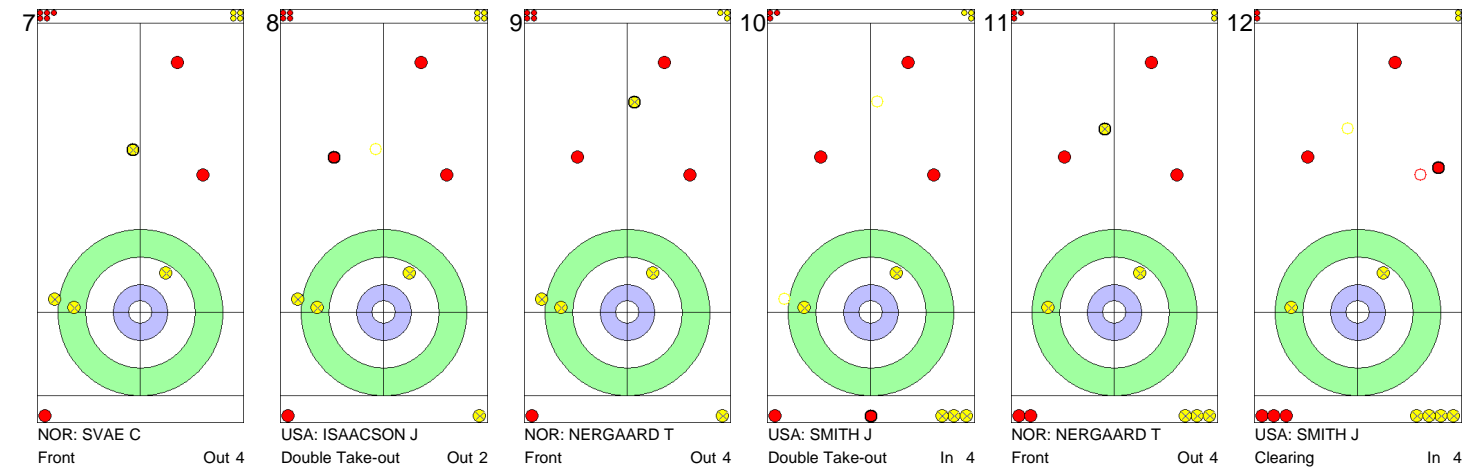 7
NOR: SVAE C
Front Out 4
8
USA: ISAACSON J
Double Take-out Out 2
9
NOR: NERGAARD T
Front Out 4
10
USA: SMITH J
Double Take-out In 4
11
NOR: NERGAARD T
Front Out 4
12
USA: SMITH J
Clearing In 4